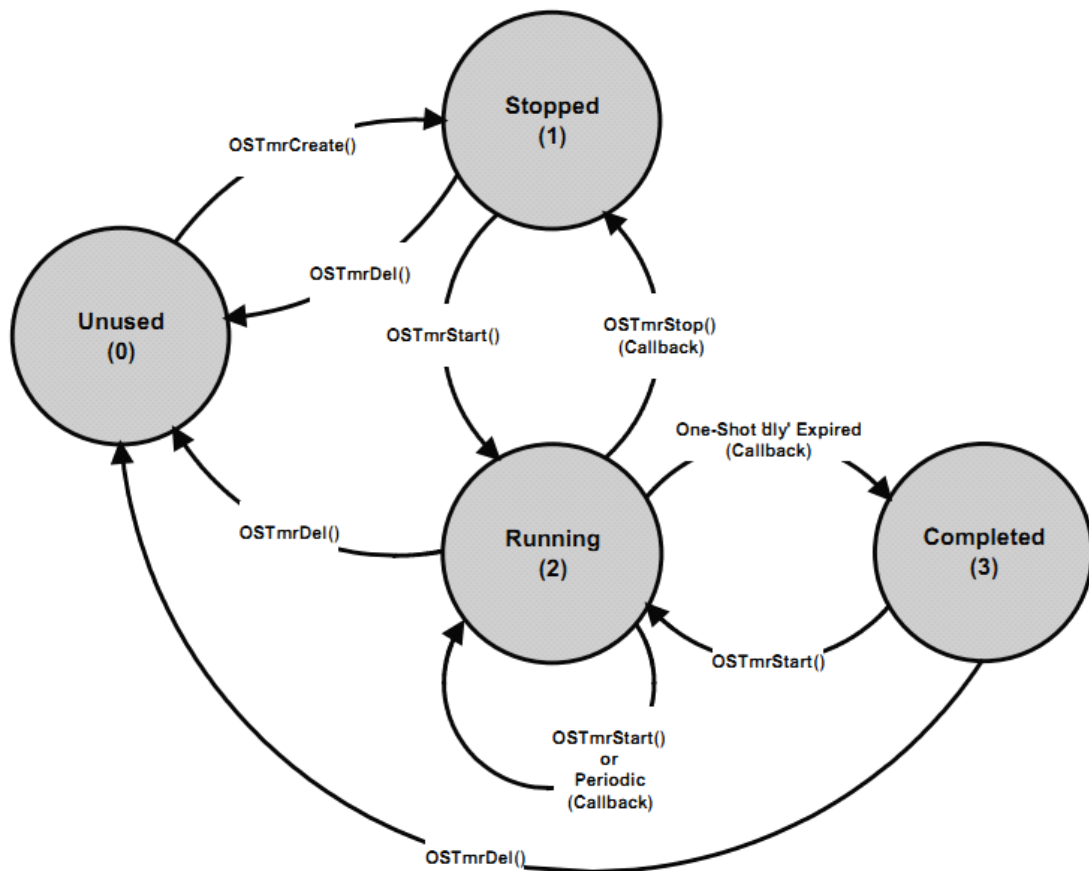 Stopped
(1)
OSTmrCreate()
OSTmrDel()
Unused
(0)
OSTmrStart()
OSTmrStop()
(Callback)
One-Shot 'dly' Expired
(Callback)
OSTmrDel()
Running
(2)
Completed
(3)
OSTmrStart()
OSTmrStart()
or
Periodic
(Callback)
OSTmrDel()